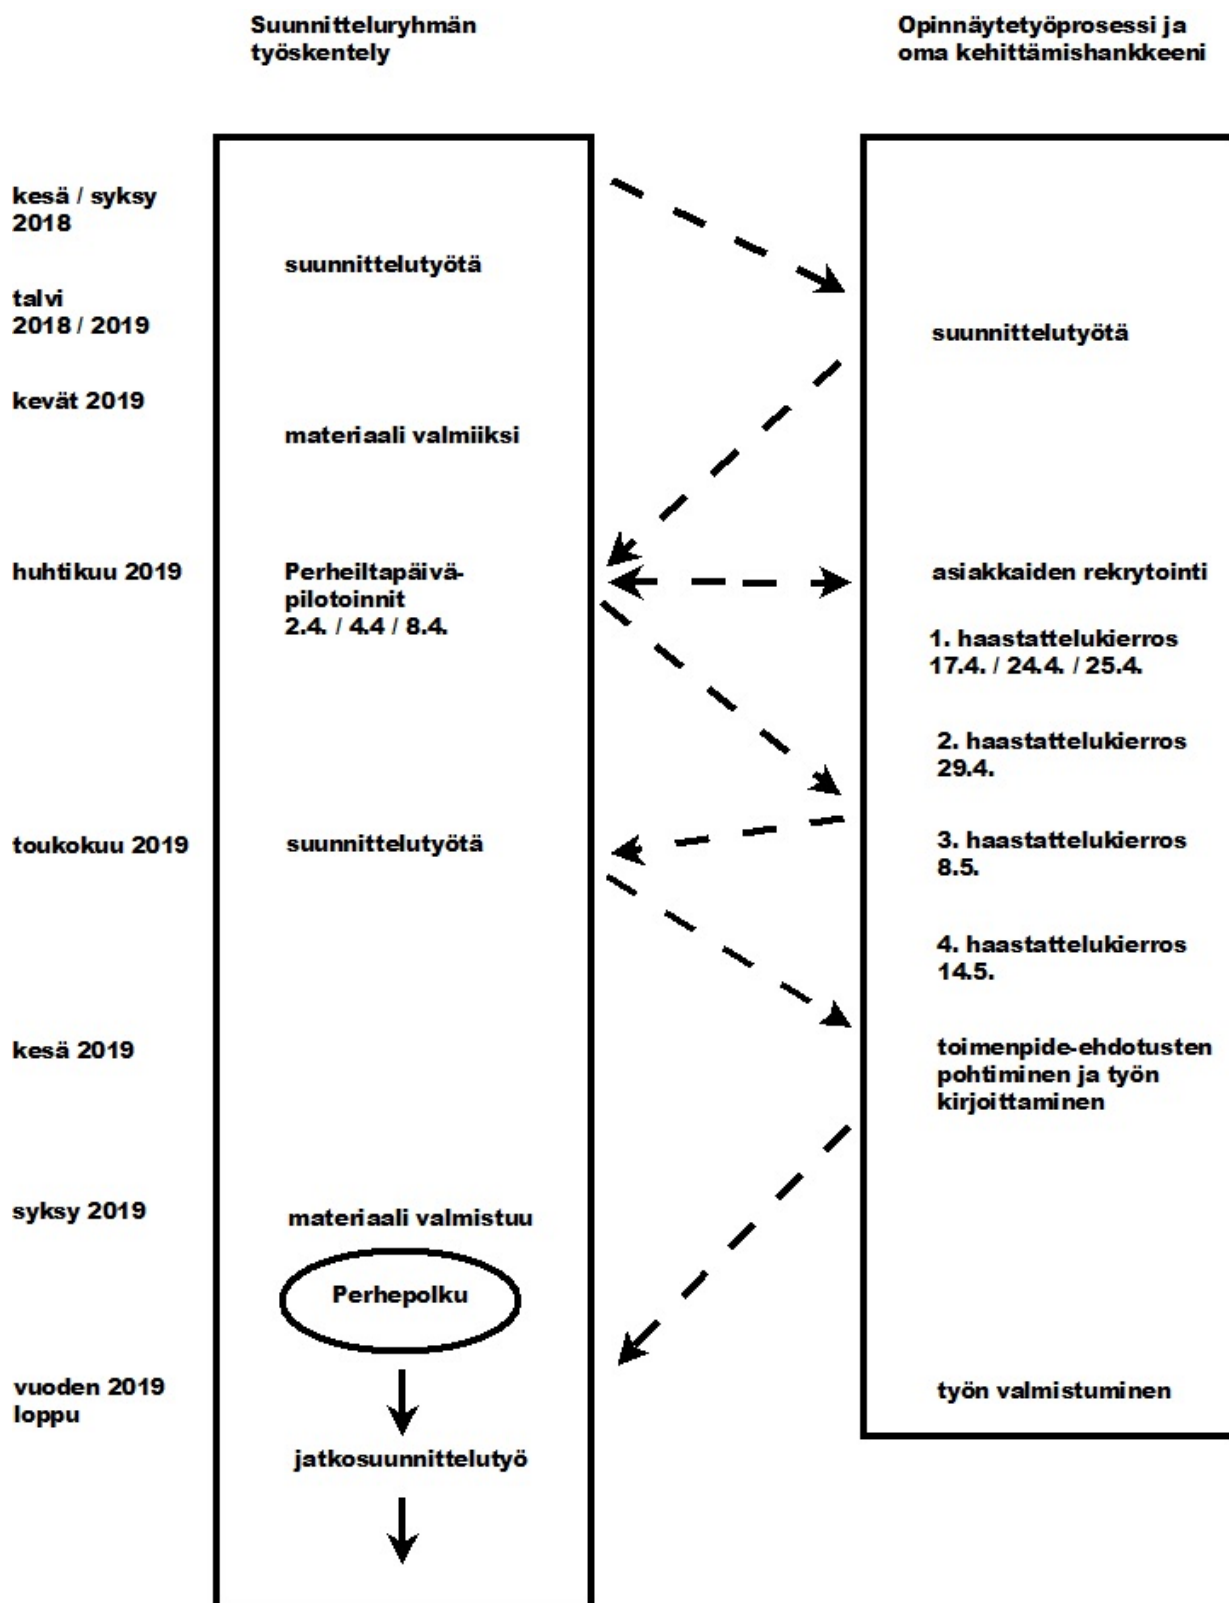 Suunnitteluryhmän
työskentely
Opinnäytetyöprosessi ja
oma kehittämishankkeeni
kesä / syksy
2018
suunnittelutyötä
talvi
2018 / 2019
suunnittelutyötä
kevät 2019
materiaali valmiiksi
huhtikuu 2019
Perheiltapäivä-
pilotoinnit
2.4. / 4.4 / 8.4.
asiakkaiden rekrytointi
1. haastattelukierros
17.4. / 24.4. / 25.4.
2. haastattelukierros
29.4.
toukokuu 2019
suunnittelutyötä
3. haastattelukierros
8.5.
4. haastattelukierros
14.5.
kesä 2019
toimenpide-ehdotusten
pohtiminen ja työn
kirjoittaminen
syksy 2019
materiaali valmistuu
Perhepolku
vuoden 2019
loppu
työn valmistuminen
jatkosuunnittelutyö